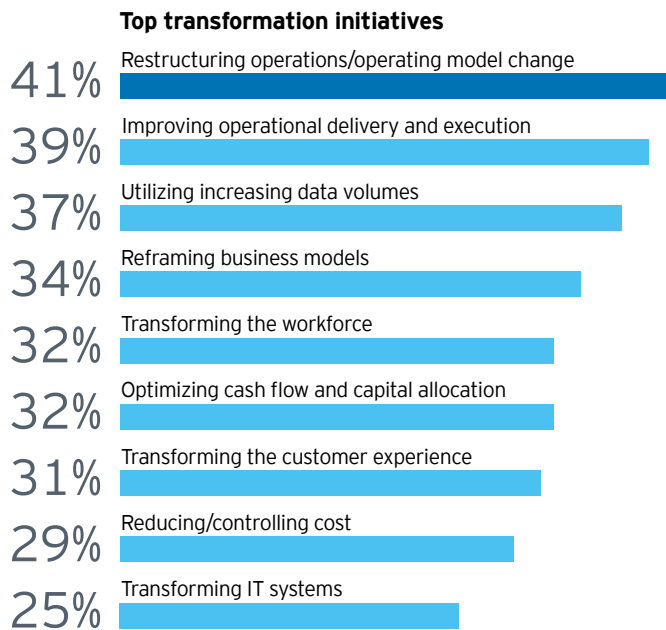 Top transformation initiatives
Restructuring operations/operating model change
41%
Improving operational delivery and execution
39%
Utilizing increasing data volumes
37%
Reframing business models
34%
Transforming the workforce
32%
Optimizing cash flow and capital allocation
32%
Transforming the customer experience
31%
Reducing/controlling cost
29%
Transforming IT systems
25%